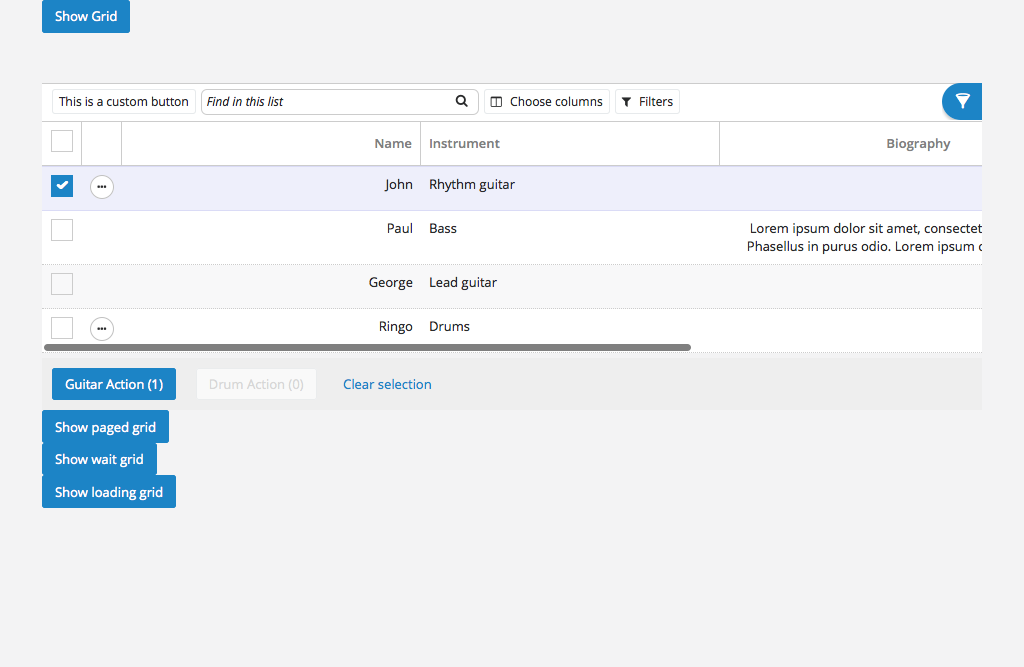 Show Grid
This is a custom button Find in this list Choose columns Filters
Name Instrument Biography
John Rhythm guitar
Paul Bass Lorem ipsum dolor sit amet, consectet
Phasellus in purus odio. Lorem ipsum
George Lead guitar
Ringo Drums
Guitar Action (1) Drum Action (0) Clear selection
Show paged grid
Show wait grid
Show loading grid